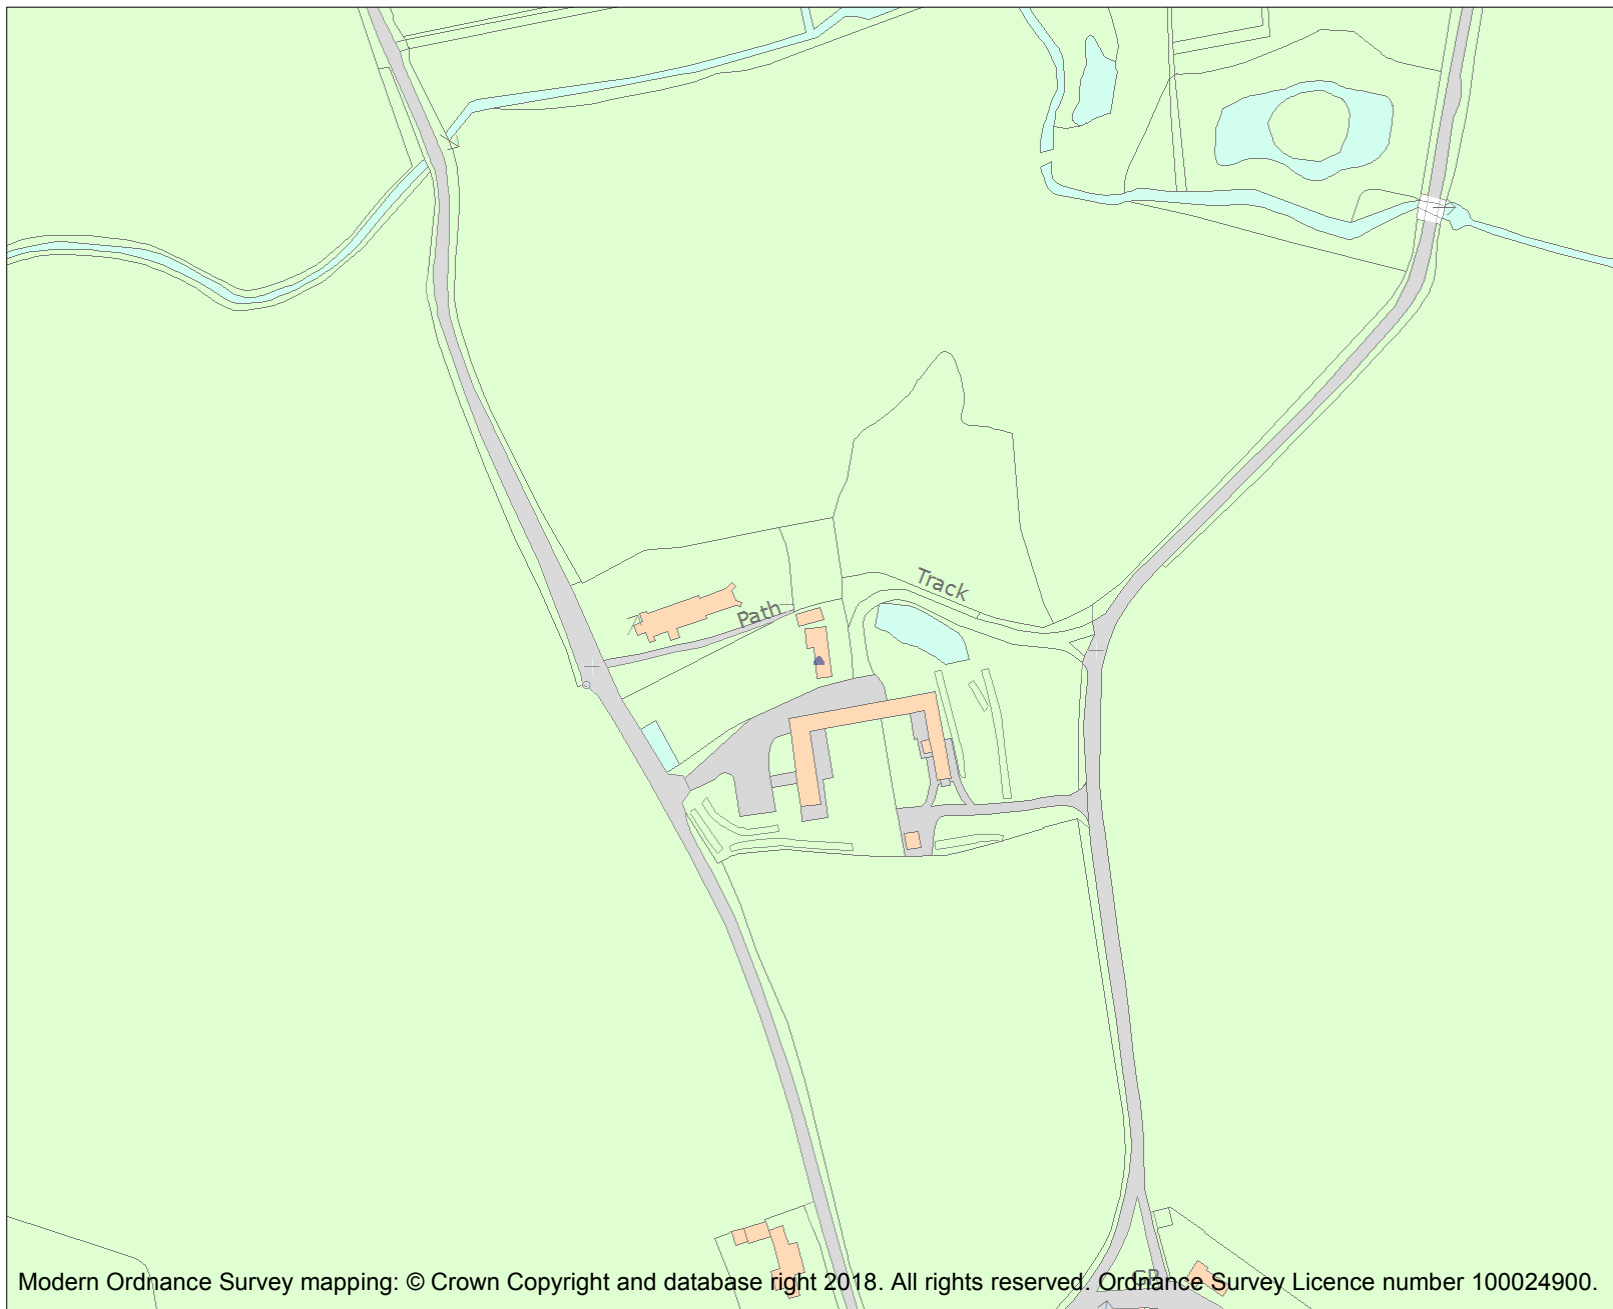 Track
Path
GP
Modern Ordnance Survey mapping: © Crown Copyright and database right 2018. All rights reserved. Ordnance Survey Licence number 100024900.